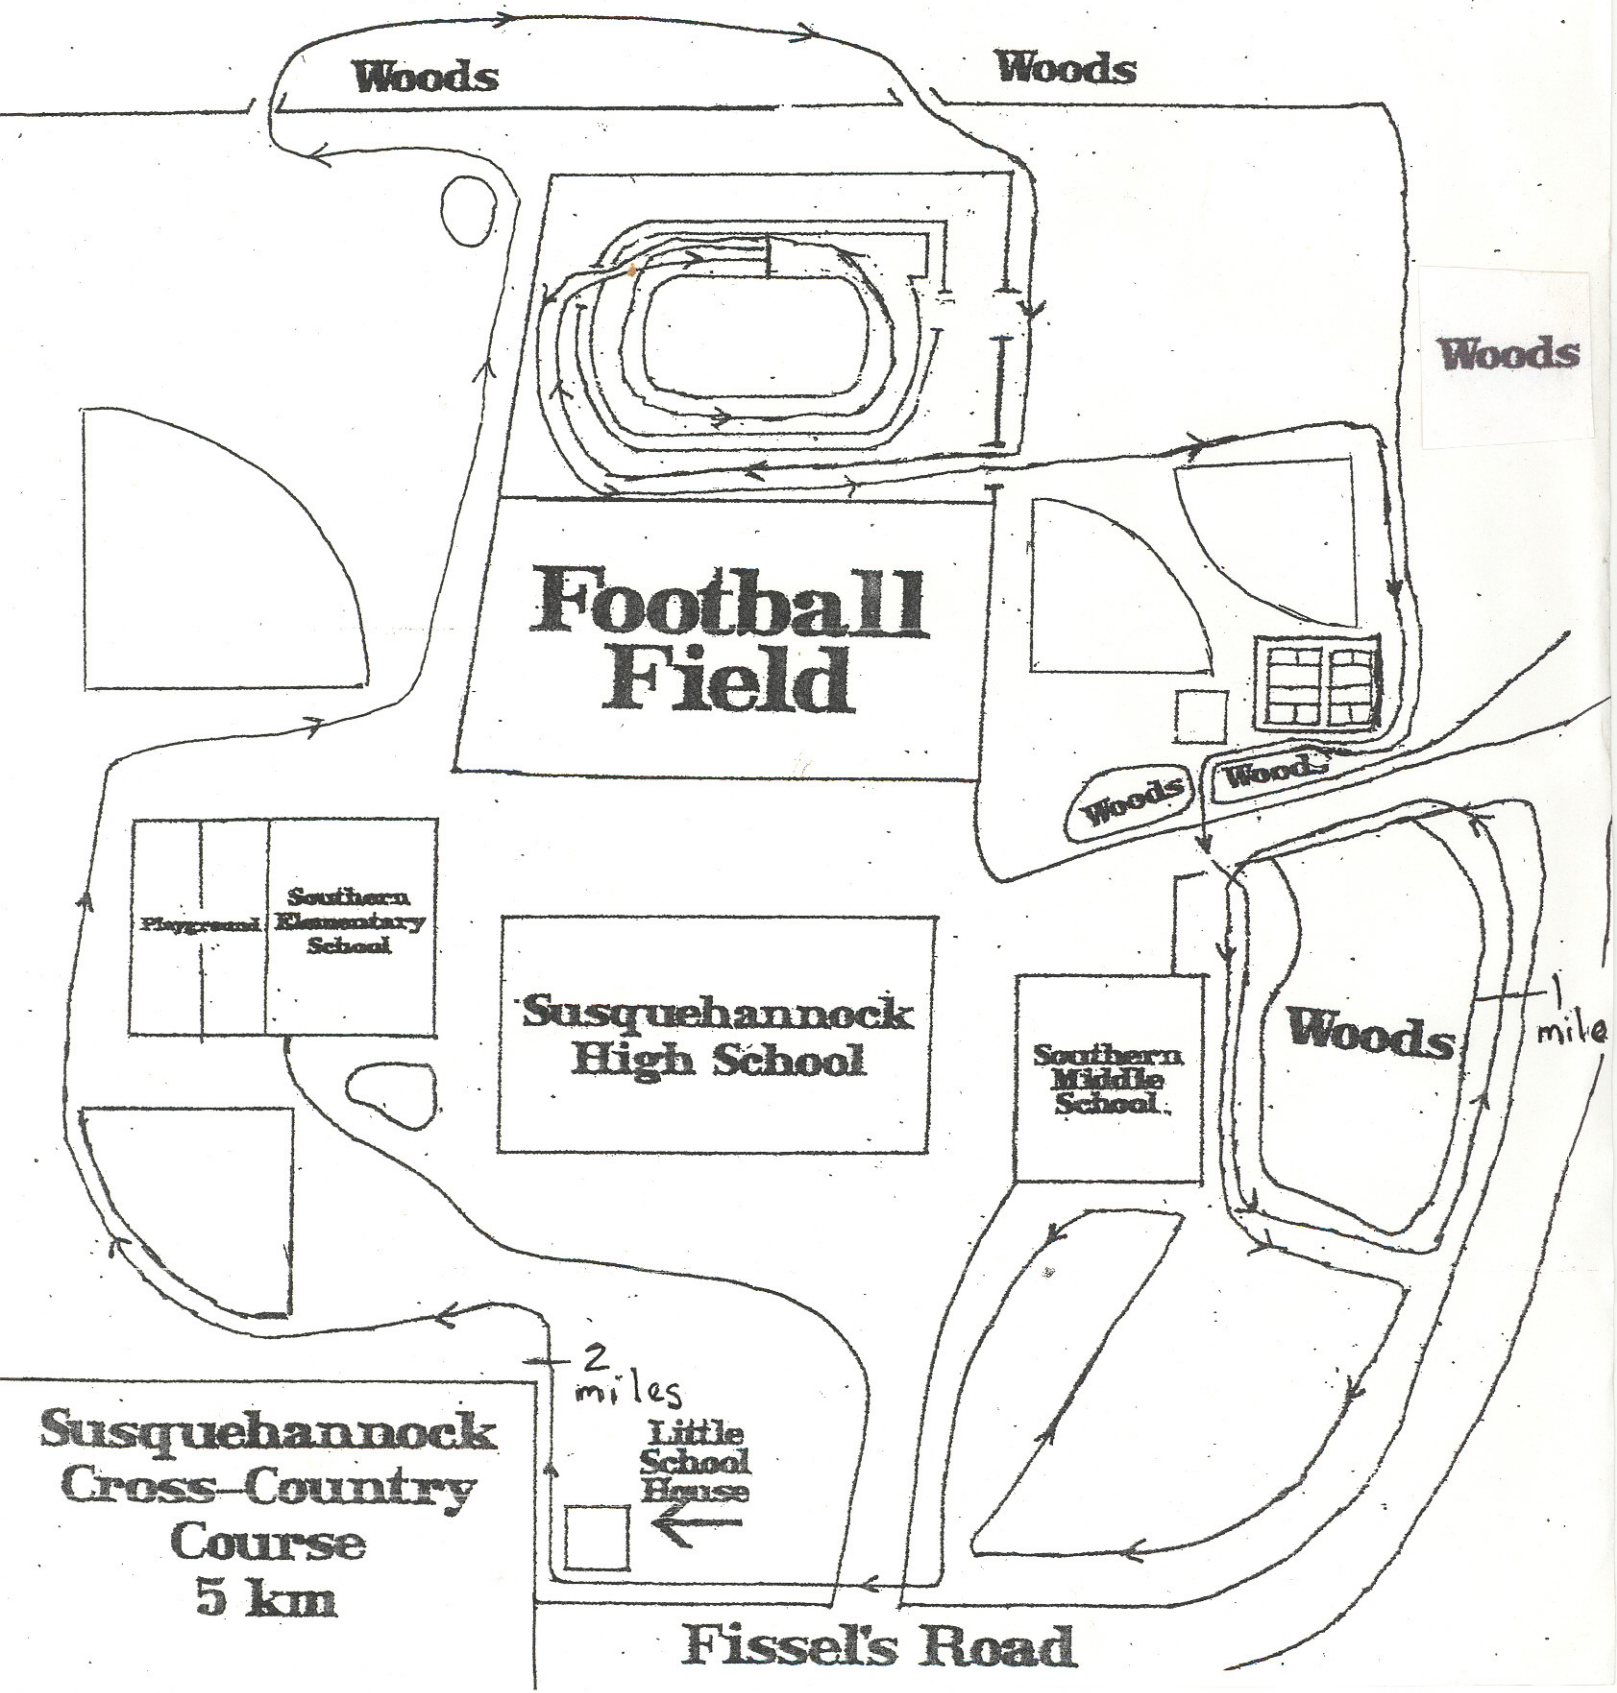 Woods
Woods
Woods
Football
Field
Woods
Woods
Playground
Southern
Elementary
School
Susquehannock
High School
Southern
Middle
School
Woods
1
mile
2
miles
Little
School
House
Susquehannock
Cross-Country
Course
5 km
Fissel's Road